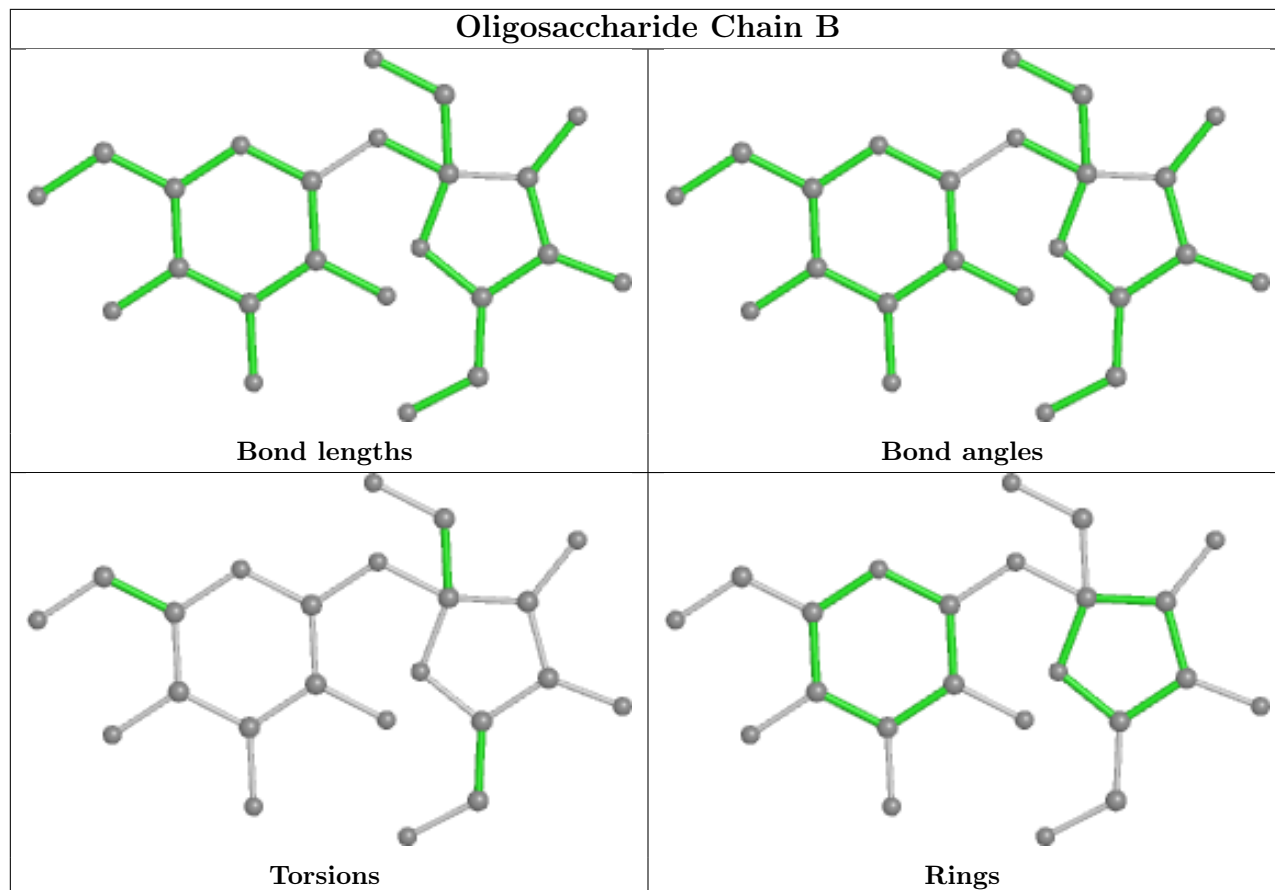 Oligosaccharide Chain B
Bond lengths
Bond angles
Torsions
Rings